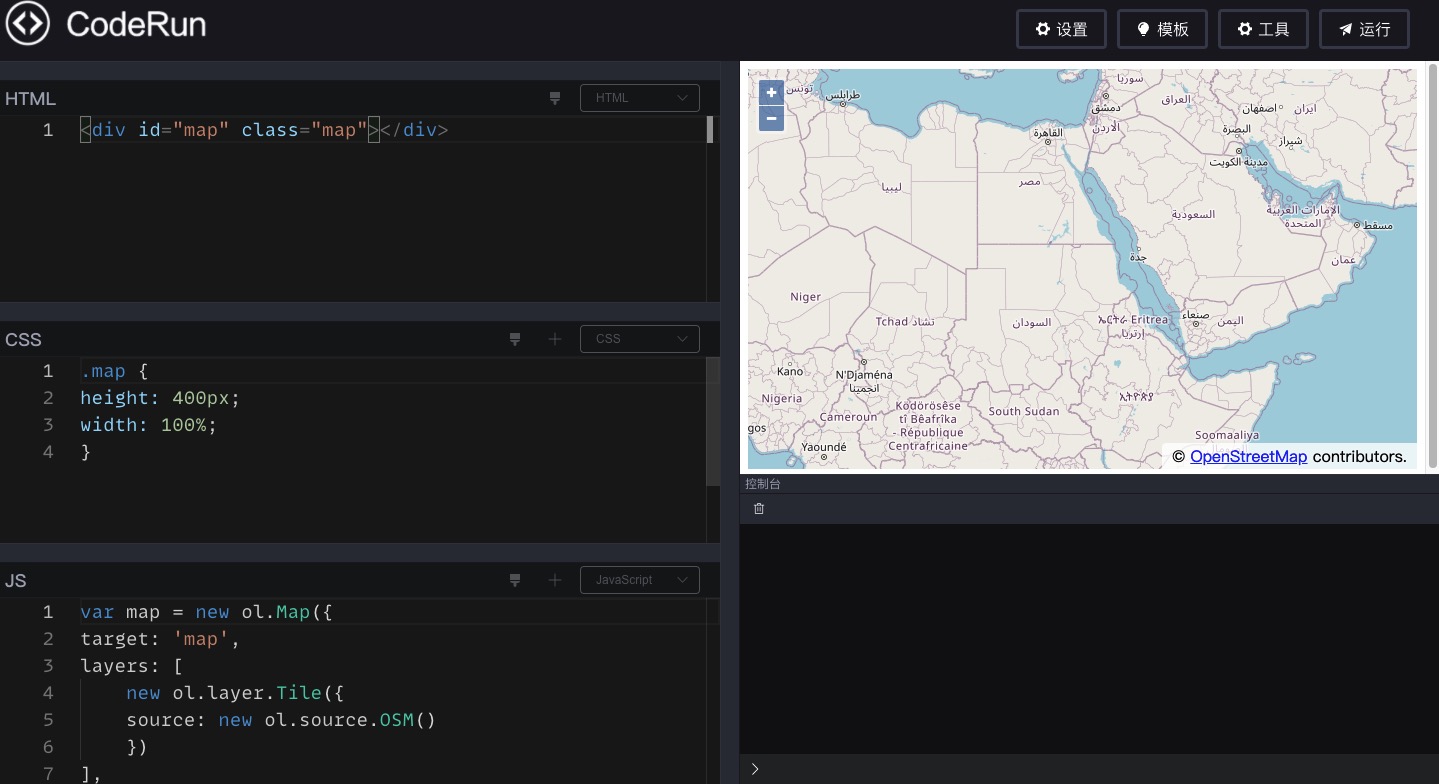 CodeRun
设置
模板
工具
运行
HTML
HTML
1 <div id="map" class="map"></div>
CSS
CSS
1 .map {
2 height: 400px;
3 width: 100%;
4 }
JS
JavaScript
1 var map = new ol.Map({
2 target: 'map',
3 layers: [
4 new ol.layer.Tile({
5 source: new ol.source.OSM()
6 })
7 ],
+
−
تونس
طرابلس
سوريا
دمشق
العراق
اصفهان
ایران
القاهرة
الأردن
البصرة
شیراز
مدينة الكويت
ليبيا
مصر
السعودية
الإمارات العربية
المتحدة
مسقط
جدة
عمان
Niger
Tchad تشاد
السودان
ኤርትራ Eritrea
إرتريا
صنعاء
اليمن
Kano
N'Djaména
انجمينا
Nigeria
Cameroon
Ködörösêse
tî Bêafrîka
- République
Centrafricaine
South Sudan
ኢትዮጵያ
gos
Yaoundé
Soomaaliya
© OpenStreetMap contributors.
控制台